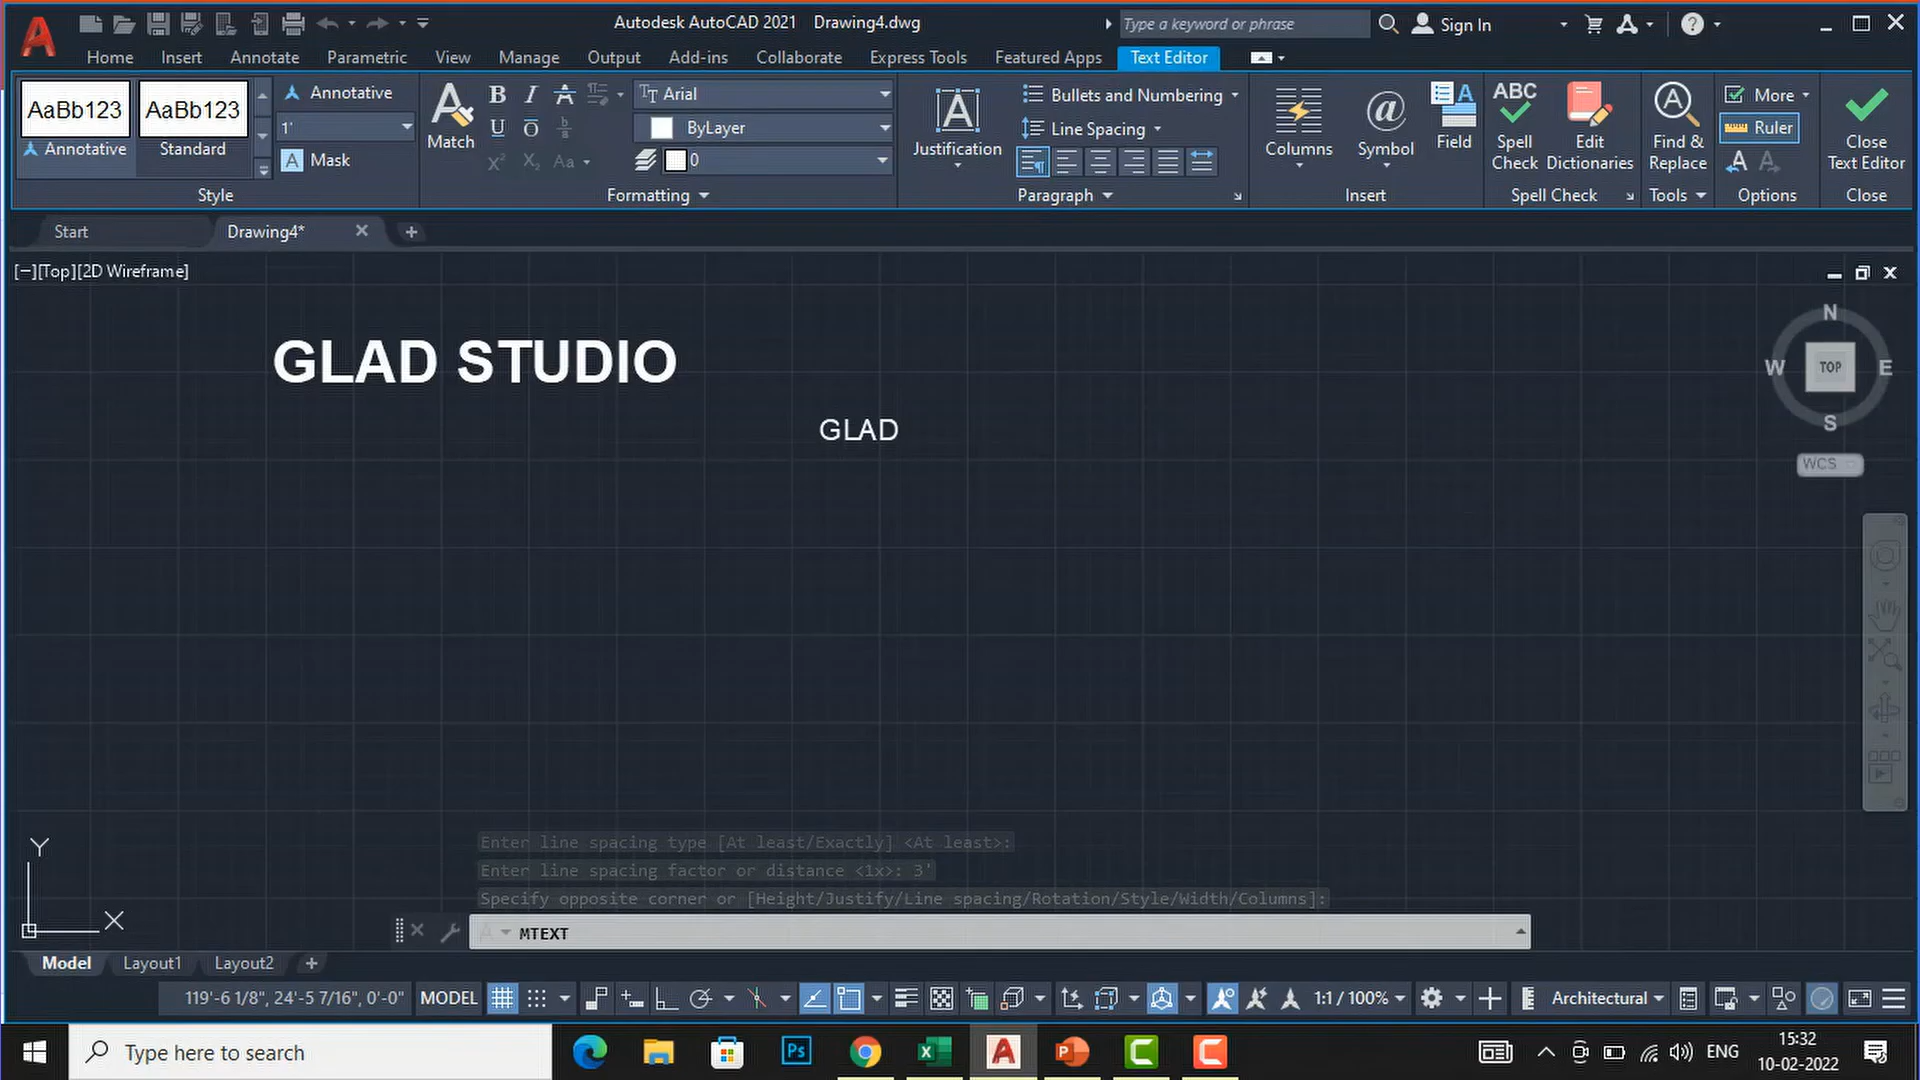 Autodesk AutoCAD 2021 Drawing4.dwg
Type a keyword or phrase
Sign In
Home Insert Annotate Parametric View Manage Output Add-ins Collaborate Express Tools Featured Apps Text Editor
AaBb123 AaBb123
Annotative Standard
Annotative
1'
A Mask
Style
Match
B I A
U O b/a
X² X₂ Aa
Arial
ByLayer
0
Formatting
Justification
Bullets and Numbering
Line Spacing
Paragraph
Columns
Symbol
Field
Insert
ABC
Spell Check
Edit Dictionaries
Spell Check
Find & Replace
Tools
More
Ruler
Options
Close Text Editor
Close
Start Drawing4*
[−][Top][2D Wireframe]
N
W TOP E
S
WCS
GLAD STUDIO
GLAD
Y
X
Enter line spacing type [At least/Exactly] <At least>:
Enter line spacing factor or distance <1x>: 3'
Specify opposite corner or [Height/Justify/Line spacing/Rotation/Style/Width/Columns]:
MTEXT
Model Layout1 Layout2
119'-6 1/8", 24'-5 7/16", 0'-0" MODEL 1:1 / 100% Architectural
Type here to search
Ps
ENG
15:32
10-02-2022